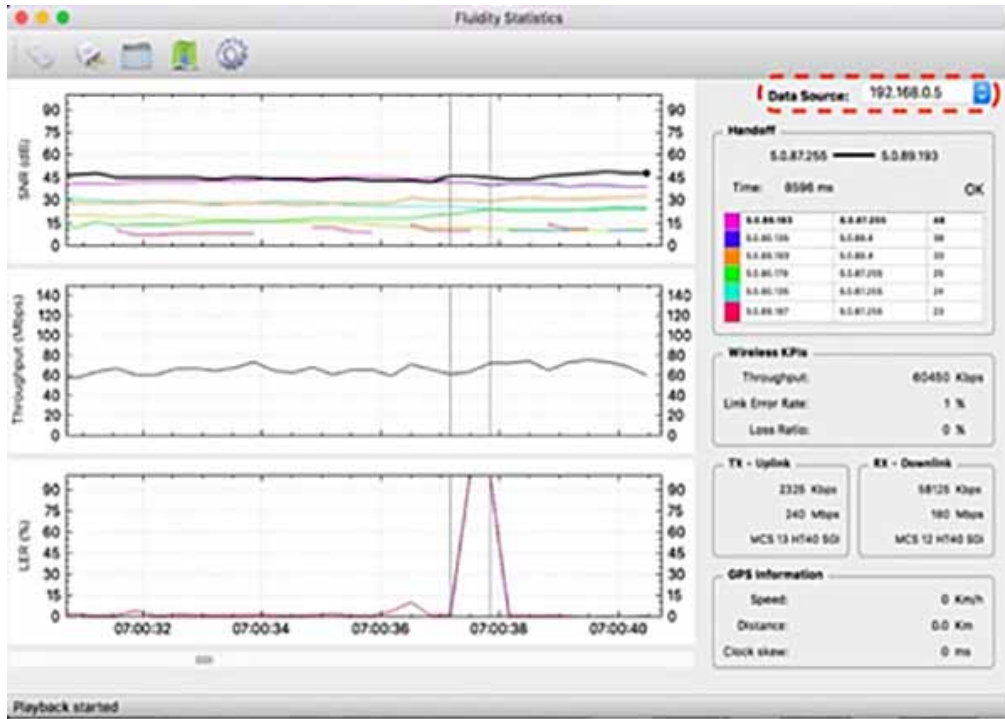 Fluidity Statistics
Data Source: 192.168.0.5
SNR (dB)
90 90
75 75
60 60
45 45
30 30
15 15
0 0
Throughput (Mbps)
140 140
120 120
100 100
80 80
60 60
40 40
20 20
0 0
LER (%)
90 90
75 75
60 60
45 45
30 30
15 15
0 0
07:00:32 07:00:34 07:00:36 07:00:38 07:00:40
Handoff
5.0.87.255 5.0.89.193
Time: 8596 ms OK
Wireless KPIs
Throughput: 60450 Kbps
Link Error Rate: 1 %
Loss Ratio: 0 %
TX - Uplink
2325 Kbps
240 Mbps
MCS 13 HT40 SGI
RX - Downlink
58125 Kbps
180 Mbps
MCS 12 HT40 SGI
GPS Information
Speed: 0 Km/h
Distance: 0.0 Km
Clock skew: 0 ms
Playback started